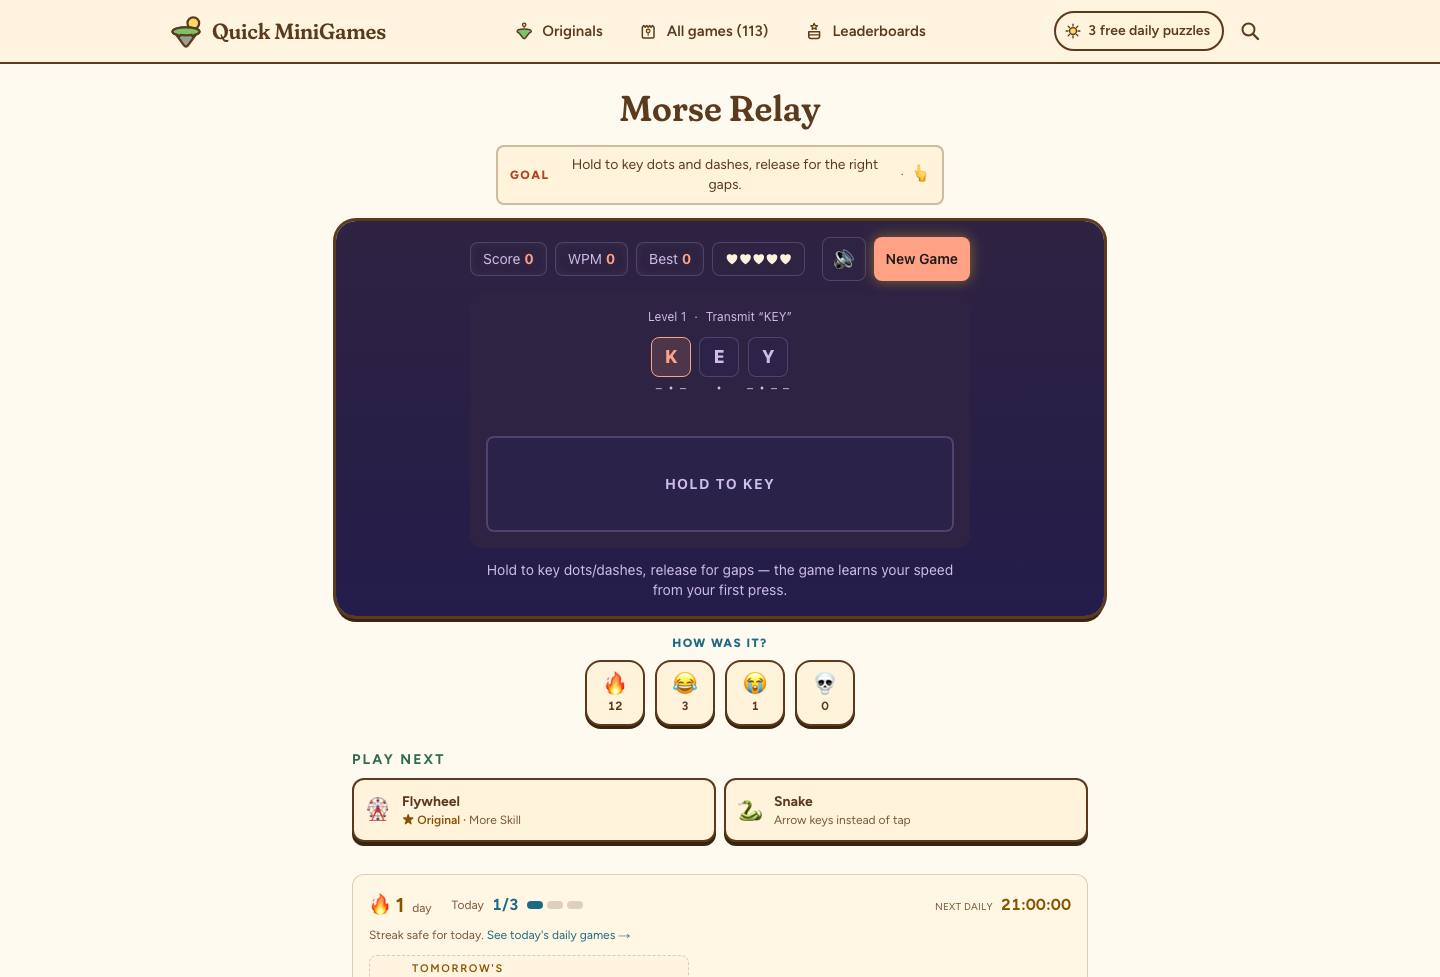 Quick MiniGames
Originals
All games (113)
Leaderboards
3 free daily puzzles
Morse Relay
GOAL
Hold to key dots and dashes, release for the right
gaps.
·
Score 0
WPM 0
Best 0
New Game
Level 1 · Transmit “KEY”
K E Y
– • – • – • – –
HOLD TO KEY
Hold to key dots/dashes, release for gaps — the game learns your speed
from your first press.
HOW WAS IT?
12
3
1
0
PLAY NEXT
Flywheel
Original · More Skill
Snake
Arrow keys instead of tap
1 day
Today 1/3
NEXT DAILY 21:00:00
Streak safe for today. See today's daily games →
TOMORROW'S